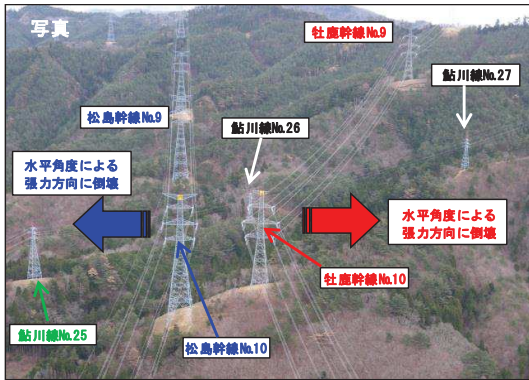 写真
牡鹿幹線No.9
鮎川線No.27
松島幹線No.9
鮎川線No.26
水平角度による
張力方向に倒壊
水平角度による
張力方向に倒壊
牡鹿幹線No.10
鮎川線No.25
松島幹線No.10